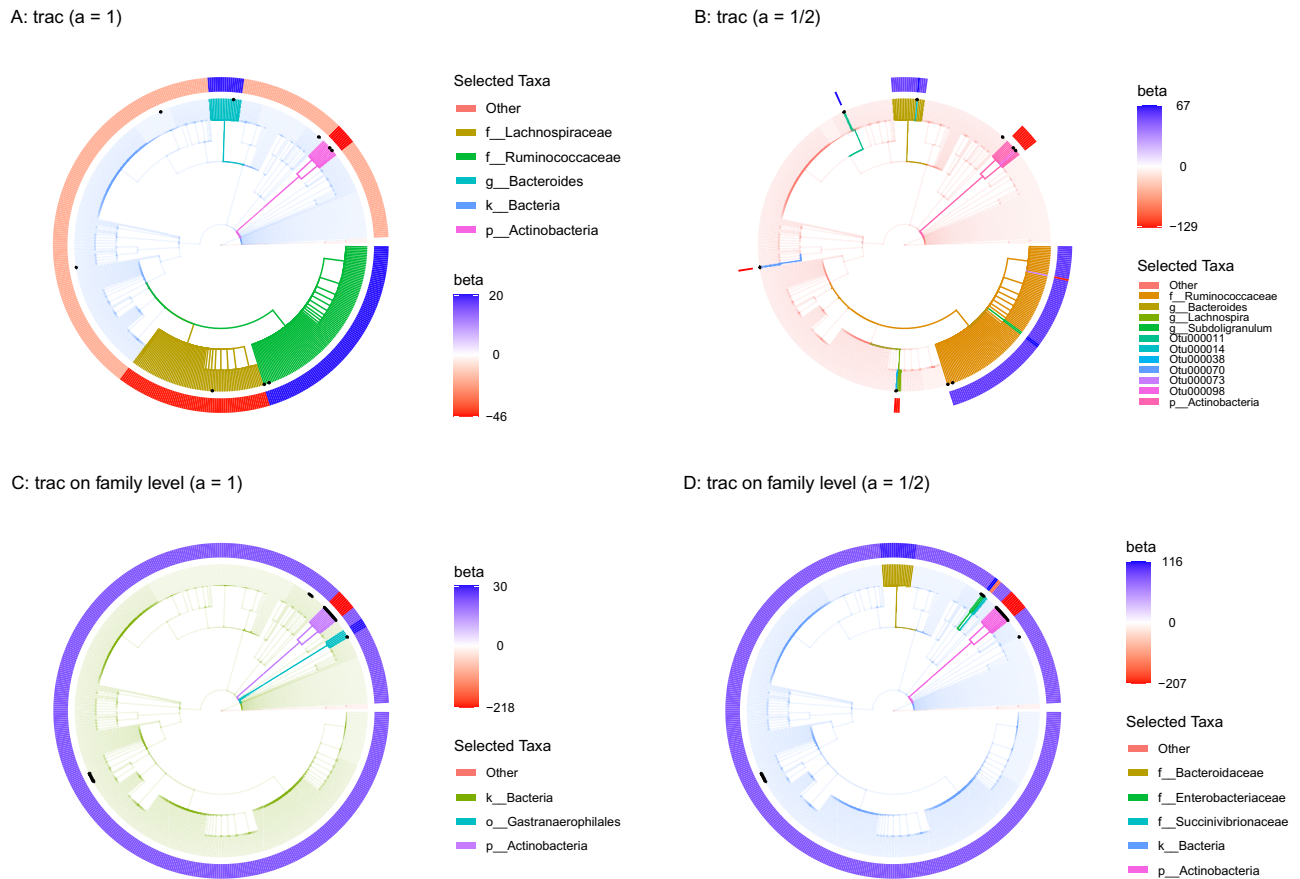 A: trac (a = 1)
Selected Taxa
Other
f__Lachnospiraceae
f__Ruminococcaceae
g__Bacteroides
k__Bacteria
p__Actinobacteria
beta
20
0
−46
B: trac (a = 1/2)
beta
67
0
−129
Selected Taxa
Other
f__Ruminococcaceae
g__Bacteroides
g__Lachnospira
g__Subdoligranulum
Otu000011
Otu000014
Otu000038
Otu000070
Otu000073
Otu000098
p__Actinobacteria
C: trac on family level (a = 1)
beta
30
0
−218
Selected Taxa
Other
k__Bacteria
o__Gastranaerophilales
p__Actinobacteria
D: trac on family level (a = 1/2)
beta
116
0
−207
Selected Taxa
Other
f__Bacteroidaceae
f__Enterobacteriaceae
f__Succinivibrionaceae
k__Bacteria
p__Actinobacteria